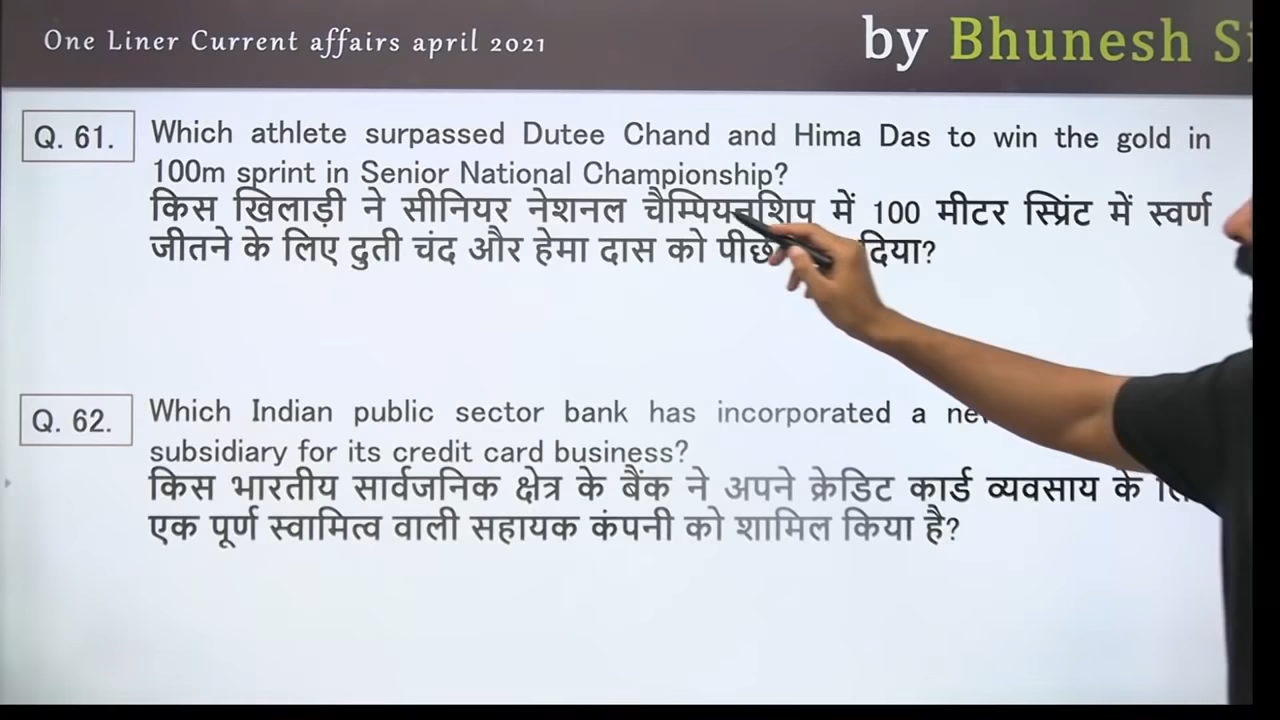 One Liner Current affairs april 2021
by Bhunesh
Q. 61.
Which athlete surpassed Dutee Chand and Hima Das to win the gold in
100m sprint in Senior National Championship?
किस खिलाड़ी ने सीनियर नेशनल चैम्पियनशिप में 100 मीटर स्प्रिंट में स्वर्ण
जीतने के लिए दुती चंद और हेमा दास को दिया?
Q. 62.
Which Indian public sector bank has incorporated a
subsidiary for its credit card business?
किस भारतीय सार्वजनिक क्षेत्र के बैंक ने अपने क्रेडिट कार्ड व्यवसाय के
एक पूर्ण स्वामित्व वाली सहायक कंपनी को शामिल किया है?